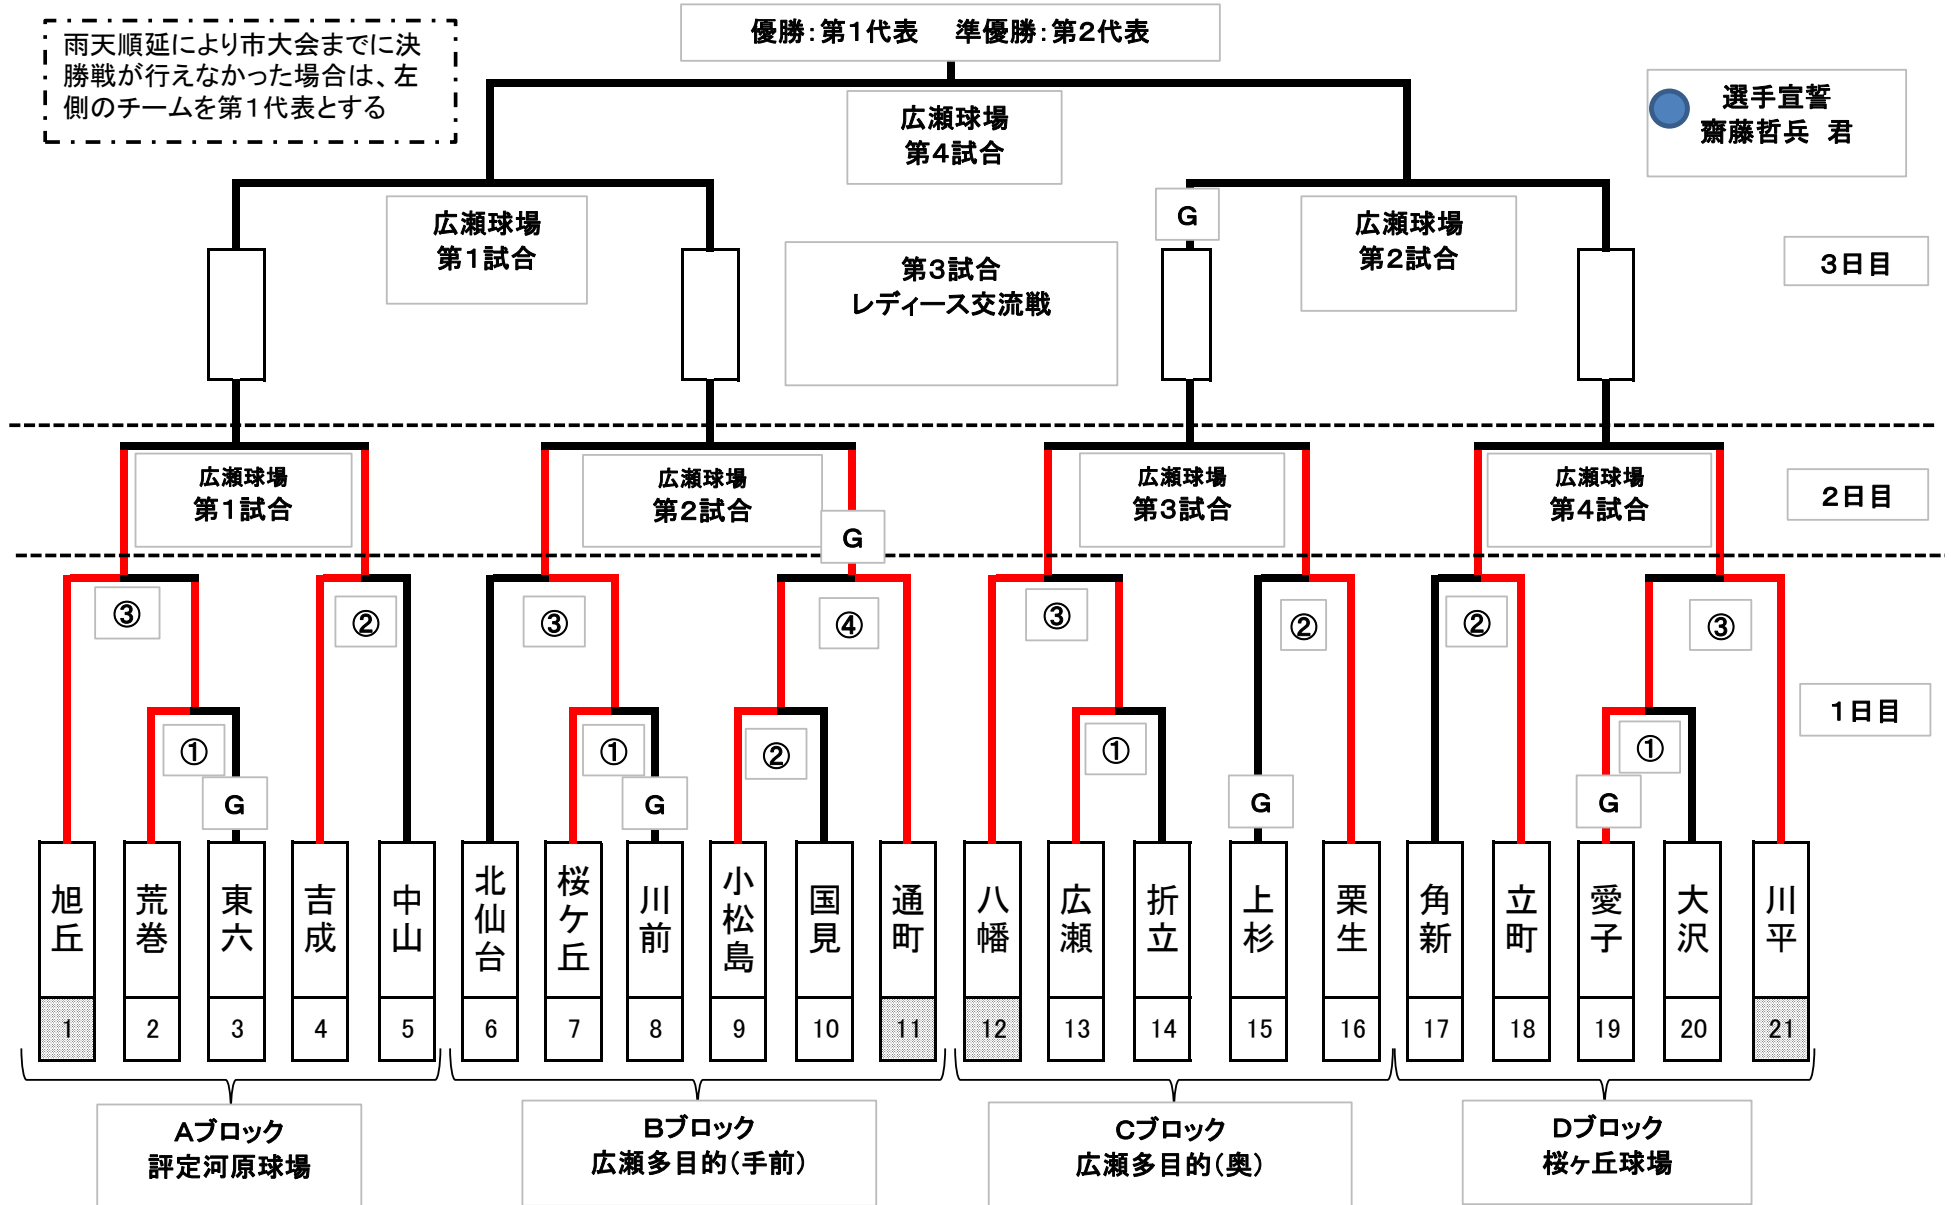 雨天順延により市大会までに決
勝戦が行えなかった場合は、左
側のチームを第1代表とする
優勝:第1代表 準優勝:第2代表
選手宣誓
齋藤哲兵 君
広瀬球場
第4試合
広瀬球場
第1試合
G
広瀬球場
第2試合
第3試合
レディース交流戦
3日目
広瀬球場
第1試合
広瀬球場
第2試合
広瀬球場
第3試合
広瀬球場
第4試合
2日目
G
③
②
③
④
③
②
②
③
1日目
①
①
②
①
①
G
G
G
G
旭丘
荒巻
東六
吉成
中山
北仙台
桜ケ丘
川前
小松島
国見
通町
八幡
広瀬
折立
上杉
栗生
角新
立町
愛子
大沢
川平
1
2
3
4
5
6
7
8
9
10
11
12
13
14
15
16
17
18
19
20
21
Aブロック
評定河原球場
Bブロック
広瀬多目的(手前)
Cブロック
広瀬多目的(奥)
Dブロック
桜ヶ丘球場